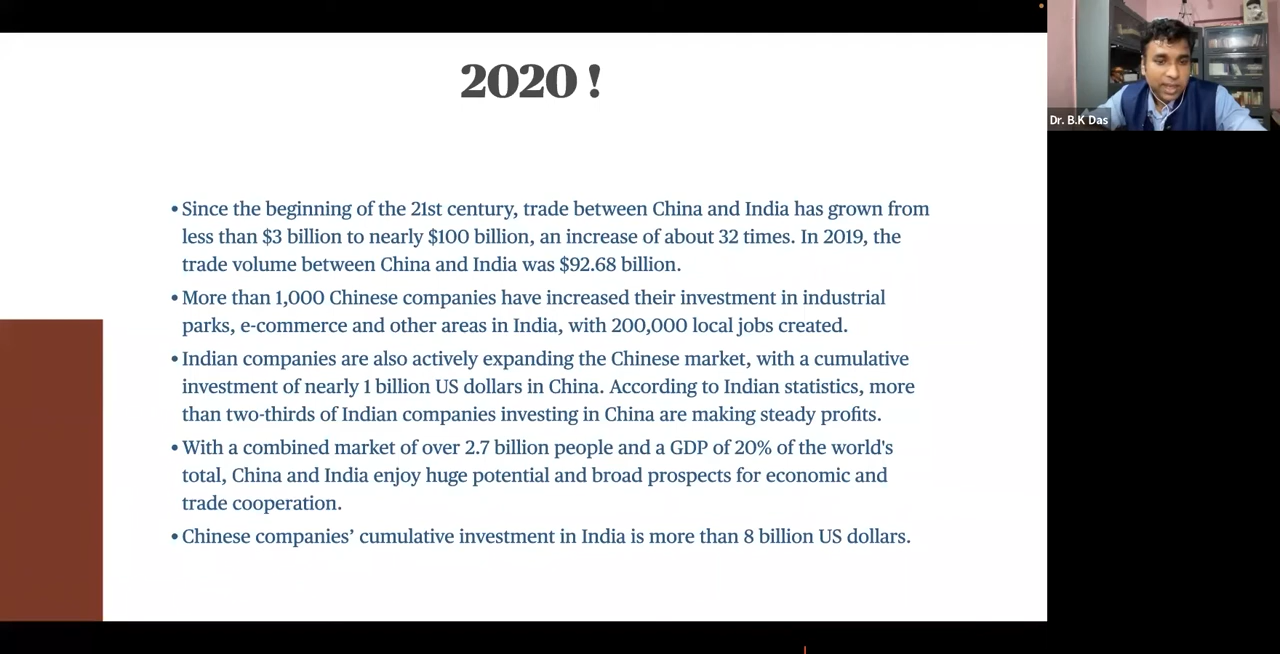 2020 !
• Since the beginning of the 21st century, trade between China and India has grown from
less than $3 billion to nearly $100 billion, an increase of about 32 times. In 2019, the
trade volume between China and India was $92.68 billion.
• More than 1,000 Chinese companies have increased their investment in industrial
parks, e-commerce and other areas in India, with 200,000 local jobs created.
• Indian companies are also actively expanding the Chinese market, with a cumulative
investment of nearly 1 billion US dollars in China. According to Indian statistics, more
than two-thirds of Indian companies investing in China are making steady profits.
• With a combined market of over 2.7 billion people and a GDP of 20% of the world's
total, China and India enjoy huge potential and broad prospects for economic and
trade cooperation.
• Chinese companies’ cumulative investment in India is more than 8 billion US dollars.
Dr. B.K Das